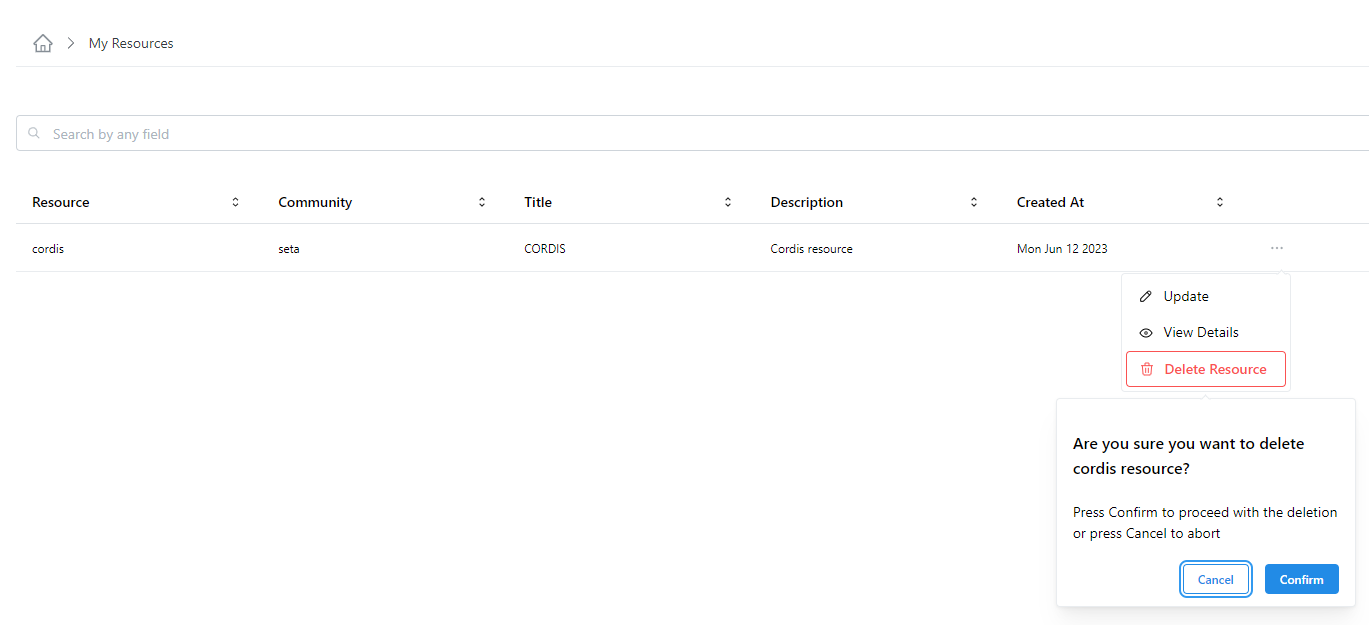 My Resources
Search by any field
Resource Community Title Description Created At
cordis seta CORDIS Cordis resource Mon Jun 12 2023 ...
Update
View Details
Delete Resource
Are you sure you want to delete
cordis resource?
Press Confirm to proceed with the deletion
or press Cancel to abort
Cancel Confirm